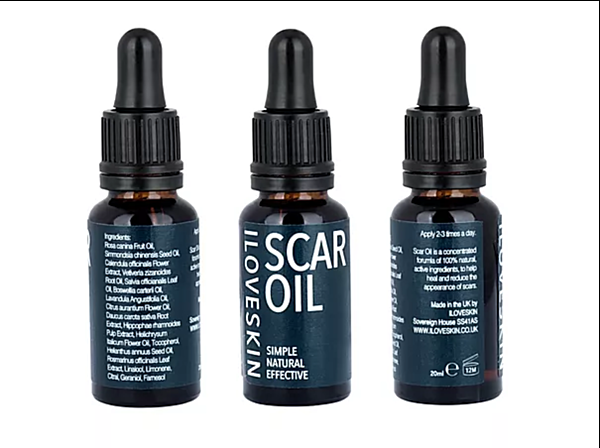 Ingredients:
Rosa canina Fruit Oil,
Simmondsia chinensis Seed Oil,
Calendula officinalis Flower
Extract, Vetiveria zizanoides
Root Oil, Salvia officinalis Leaf
Oil, Boswellia carterii Oil,
Lavandula Angustifolia Oil,
Citrus aurantium Flower Oil,
Daucus carota sativa Root
Extract, Hippophae rhamnoides
Pulp Extract, Helichrysum
italicum Flower Oil, Tocopherol,
Helianthus annuus Seed Oil,
Rosmarinus officinalis Leaf
Extract, Linalool, Limonene,
Citral, Geraniol, Farnesol
ILOVESKIN
SCAR
OIL
SIMPLE
NATURAL
EFFECTIVE
Apply 2-3 times a day.
Scar Oil is a concentrated
forumla of 100% natural,
active ingredients, to help
heal and reduce the
appearance of scars.
Made in the UK by
ILOVESKIN
Sovereign House SS41AS
WWW.ILOVESKIN.CO.UK
20ml e 12M